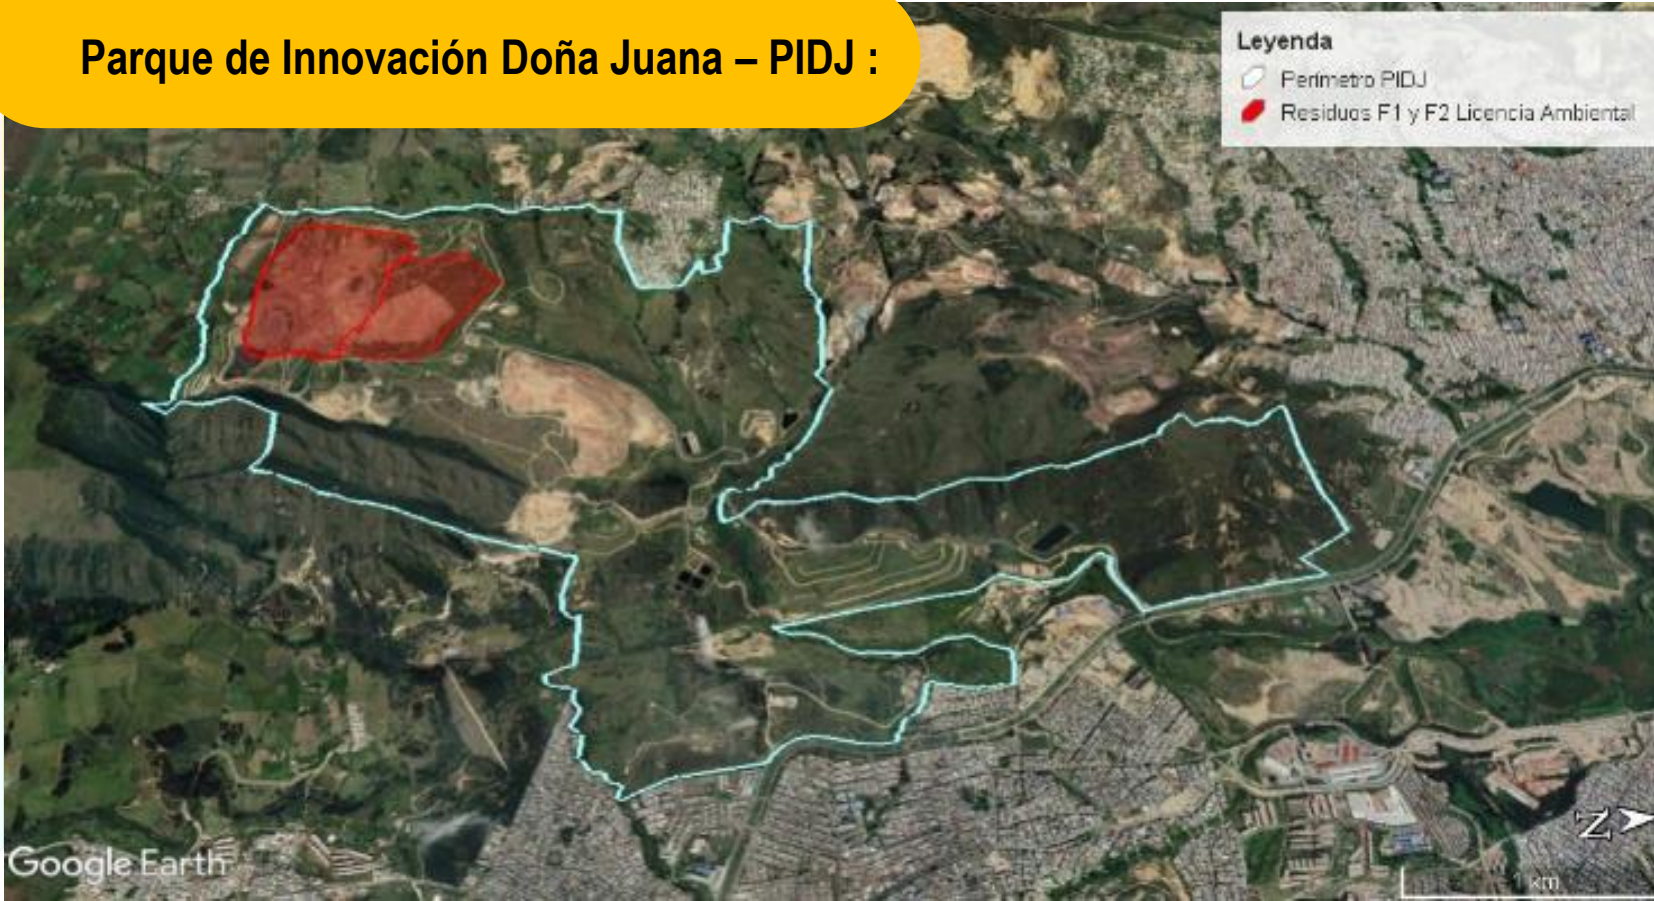 Parque de Innovación Doña Juana – PIDJ :
Leyenda
Perímetro PIDJ
Residuos F1 y F2 Licencia Ambiental
Google Earth
N
1 km